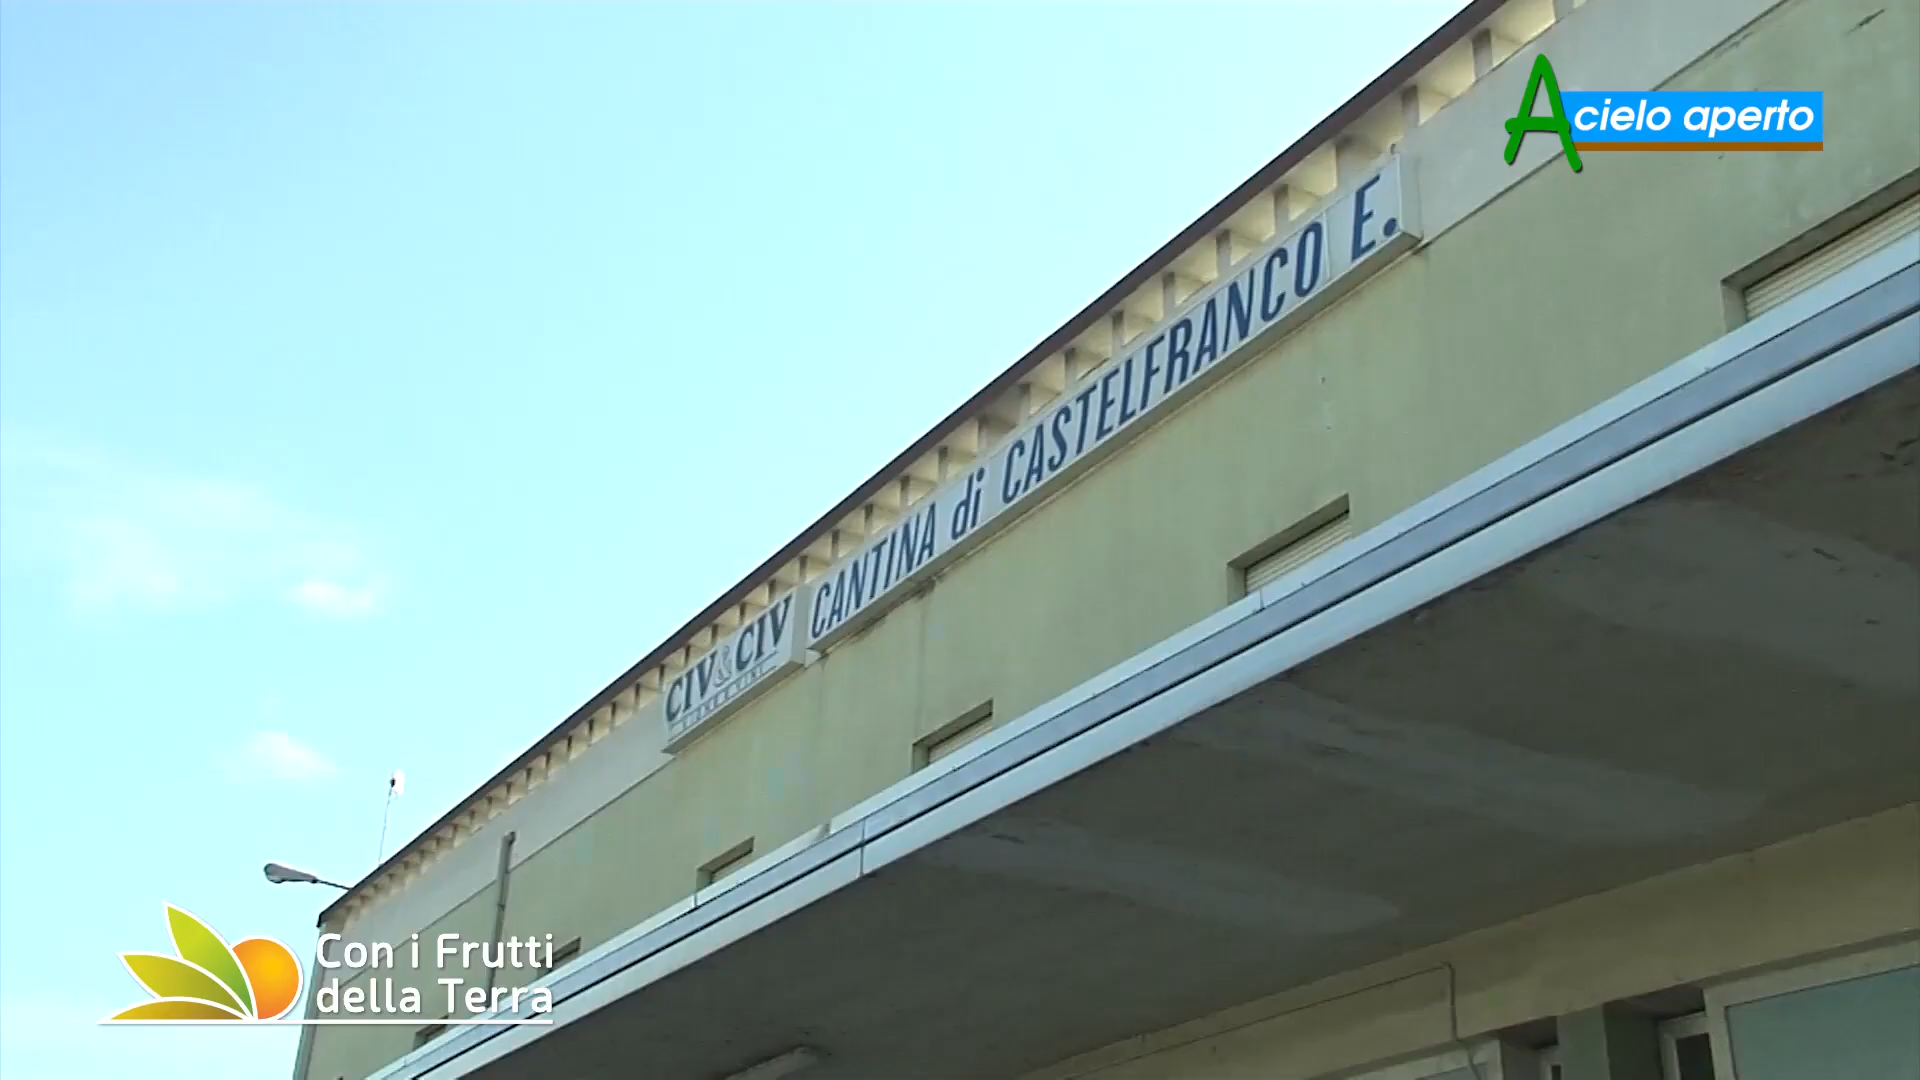 A cielo aperto
CANTINA di CASTELFRANCO E.
CIV&CIV
Con i Frutti
della Terra